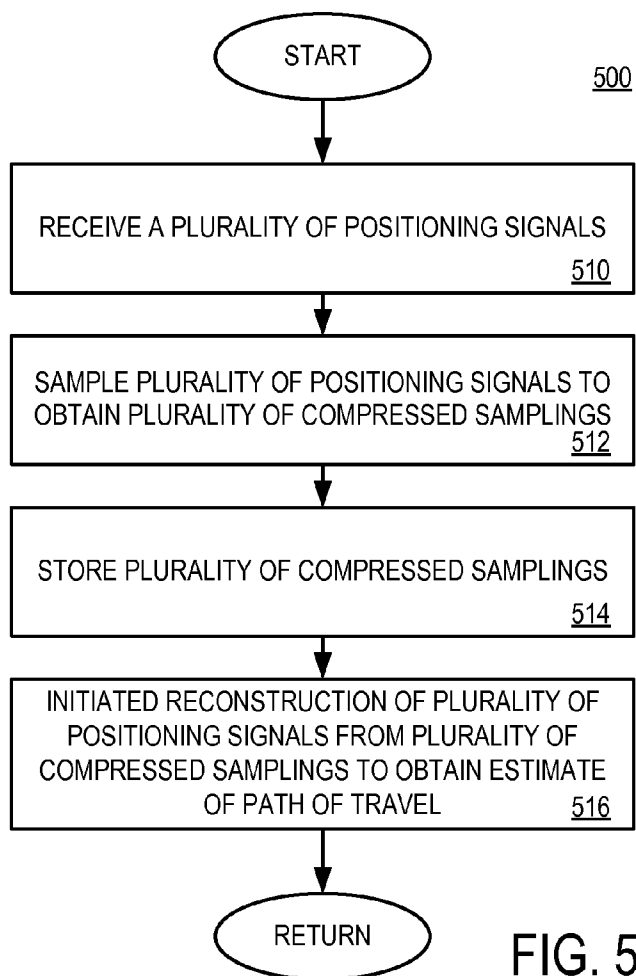 START
500
RECEIVE A PLURALITY OF POSITIONING SIGNALS
510
SAMPLE PLURALITY OF POSITIONING SIGNALS TO
OBTAIN PLURALITY OF COMPRESSED SAMPLINGS
512
STORE PLURALITY OF COMPRESSED SAMPLINGS
514
INITIATED RECONSTRUCTION OF PLURALITY OF
POSITIONING SIGNALS FROM PLURALITY OF
COMPRESSED SAMPLINGS TO OBTAIN ESTIMATE
OF PATH OF TRAVEL
516
RETURN
FIG. 5